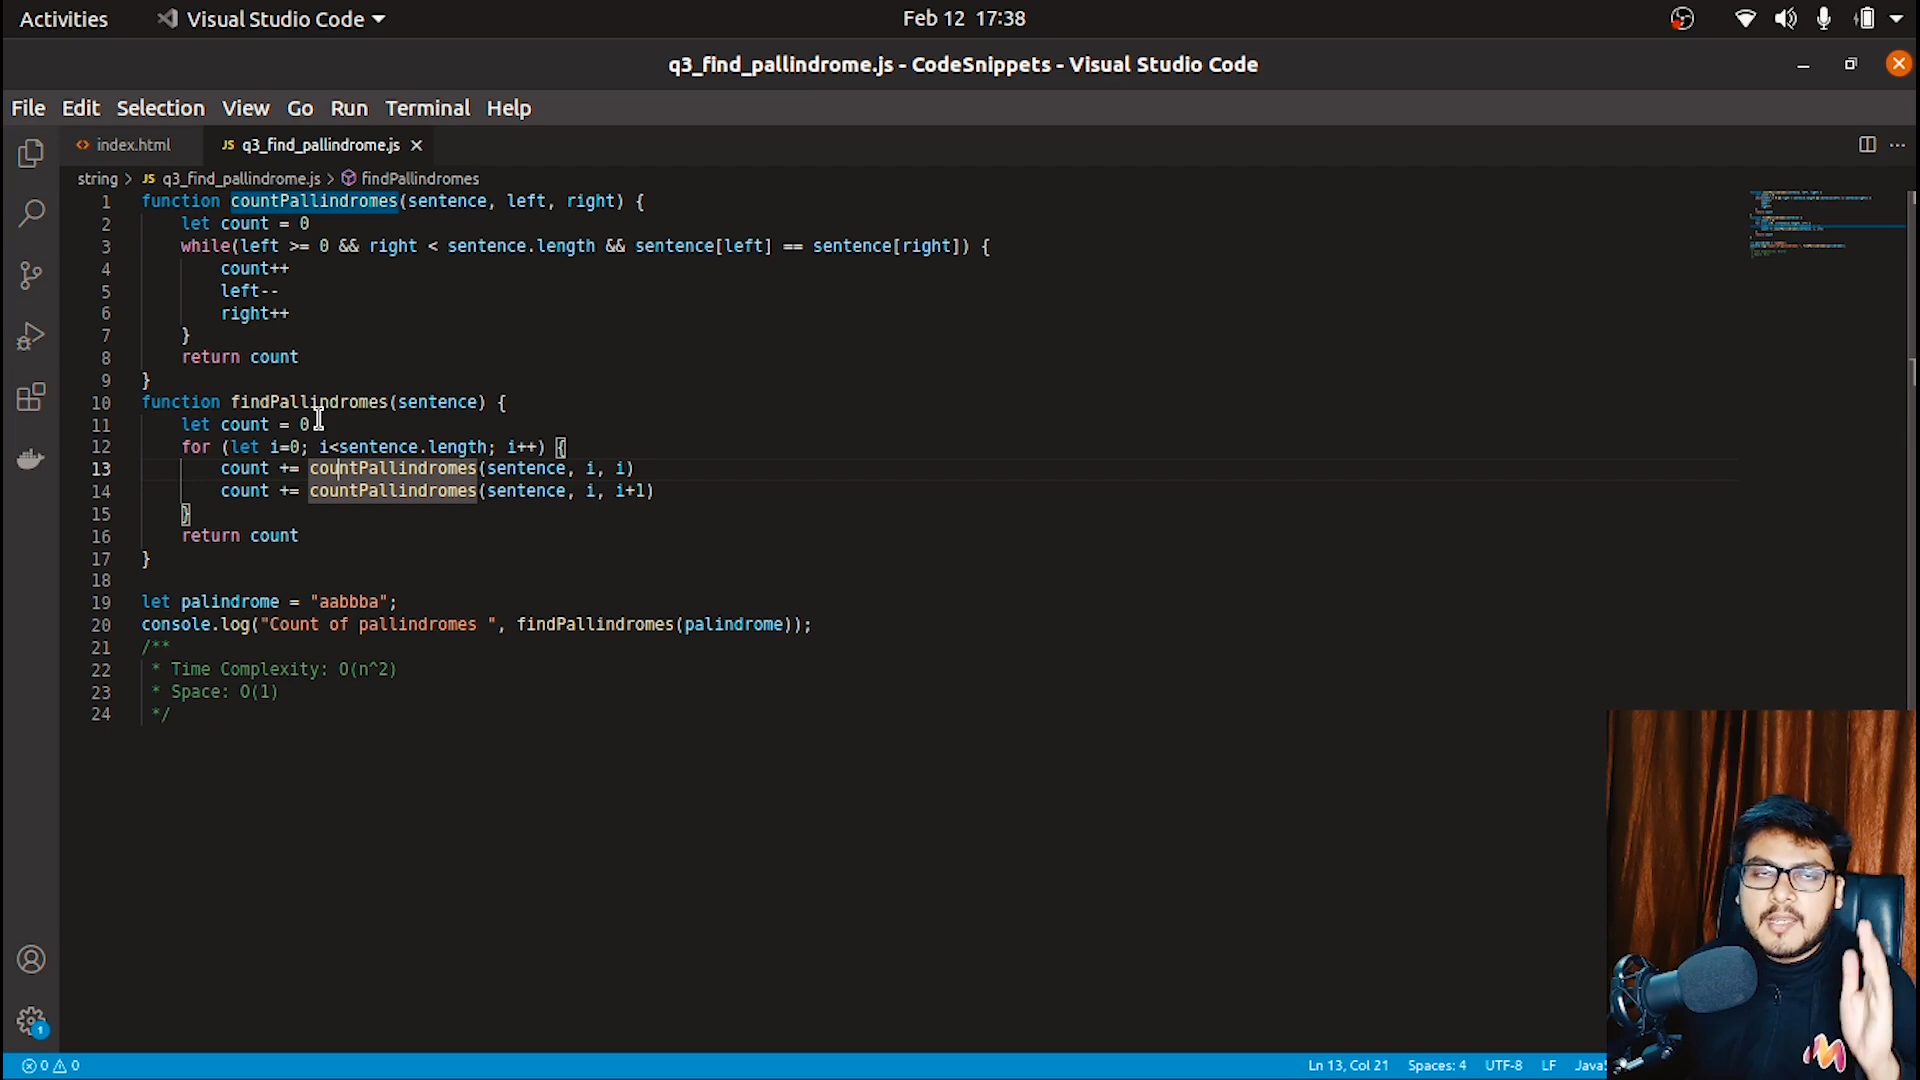 Activities Visual Studio Code Feb 12 17:38
q3_find_pallindrome.js - CodeSnippets - Visual Studio Code
File Edit Selection View Go Run Terminal Help
index.html JS q3_find_pallindrome.js
string > JS q3_find_pallindrome.js > findPallindromes
1 function countPallindromes(sentence, left, right) {
2 let count = 0
3 while(left >= 0 && right < sentence.length && sentence[left] == sentence[right]) {
4 count++
5 left--
6 right++
7 }
8 return count
9 }
10 function findPallindromes(sentence) {
11 let count = 0
12 for (let i=0; i<sentence.length; i++) {
13 count += countPallindromes(sentence, i, i)
14 count += countPallindromes(sentence, i, i+1)
15 }
16 return count
17 }
18
19 let palindrome = "aabbba";
20 console.log("Count of pallindromes ", findPallindromes(palindrome));
21 /**
22 * Time Complexity: O(n^2)
23 * Space: O(1)
24 */
1
0 0 Ln 13, Col 21 Spaces: 4 UTF-8 LF Java